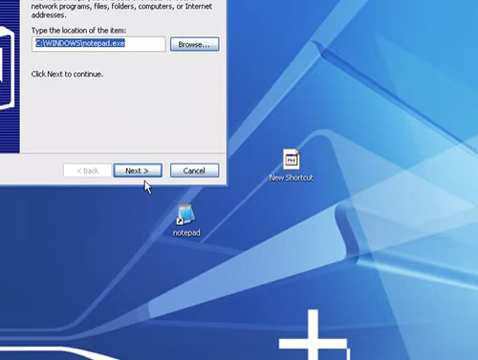 network programs, files, folders, computers, or Internet
addresses.
Type the location of the item:
C:\WINDOWS\notepad.exe
Browse...
Click Next to continue.
< Back
Next >
Cancel
New Shortcut
notepad